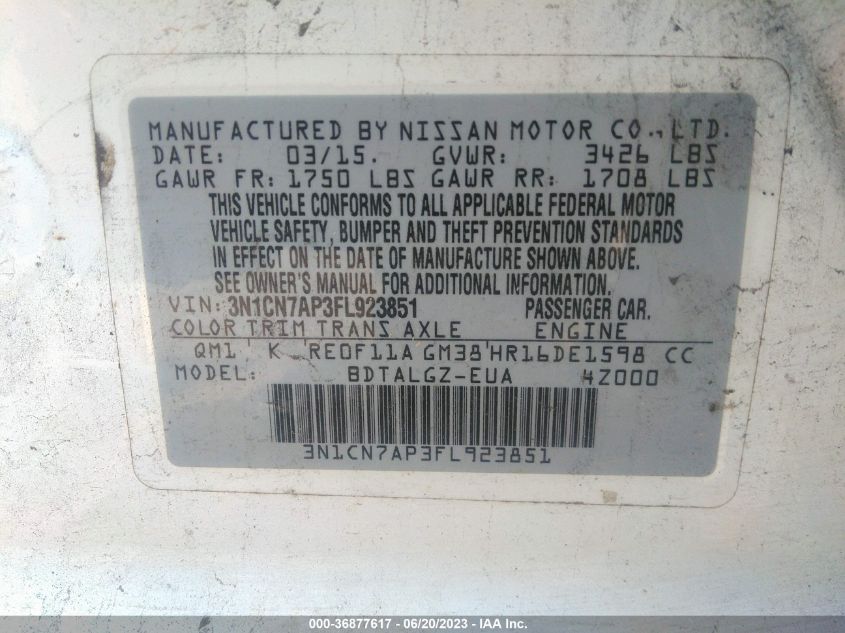 MANUFACTURED BY NISSAN MOTOR CO., LTD.
DATE: 03/15. GVWR: 3426 LBS
GAWR FR: 1750 LBS GAWR RR: 1708 LBS
THIS VEHICLE CONFORMS TO ALL APPLICABLE FEDERAL MOTOR
VEHICLE SAFETY, BUMPER AND THEFT PREVENTION STANDARDS
IN EFFECT ON THE DATE OF MANUFACTURE SHOWN ABOVE.
SEE OWNER'S MANUAL FOR ADDITIONAL INFORMATION.
VIN: 3N1CN7AP3FL923851 PASSENGER CAR.
COLOR TRIM TRANS AXLE ENGINE
QM1 K RE0F11A GM38 HR16DE1598 CC
MODEL: BDTALGZ-EUA 4Z000
3N1CN7AP3FL923851
000-36877617 - 06/20/2023 - IAA Inc.